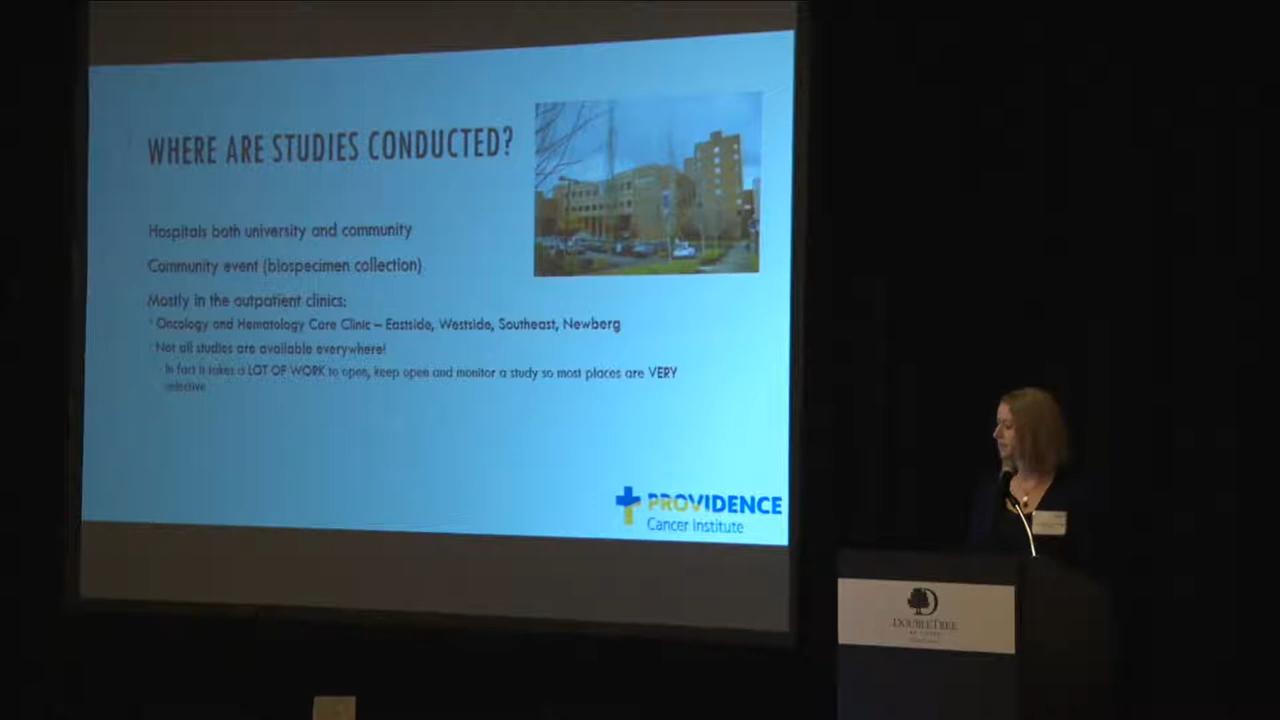 WHERE ARE STUDIES CONDUCTED?
Hospitals both university and community
Community event (biospecimen collection)
Mostly in the outpatient clinics:
Oncology and Hematology Care Clinic – Eastside, Westside, Southeast, Newberg
Not all studies are available everywhere!
In fact it takes a LOT OF WORK to open, keep open and monitor a study so most places are VERY
selective
PROVIDENCE
Cancer Institute
DOUBLETREE